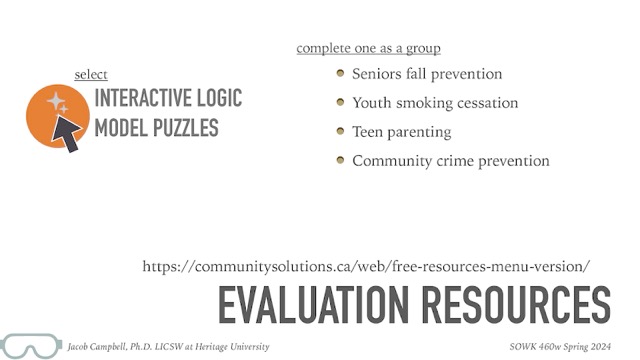 select
INTERACTIVE LOGIC
MODEL PUZZLES
complete one as a group
Seniors fall prevention
Youth smoking cessation
Teen parenting
Community crime prevention
https://communitysolutions.ca/web/free-resources-menu-version/
EVALUATION RESOURCES
Jacob Campbell, Ph.D. LICSW at Heritage University
SOWK 460w Spring 2024